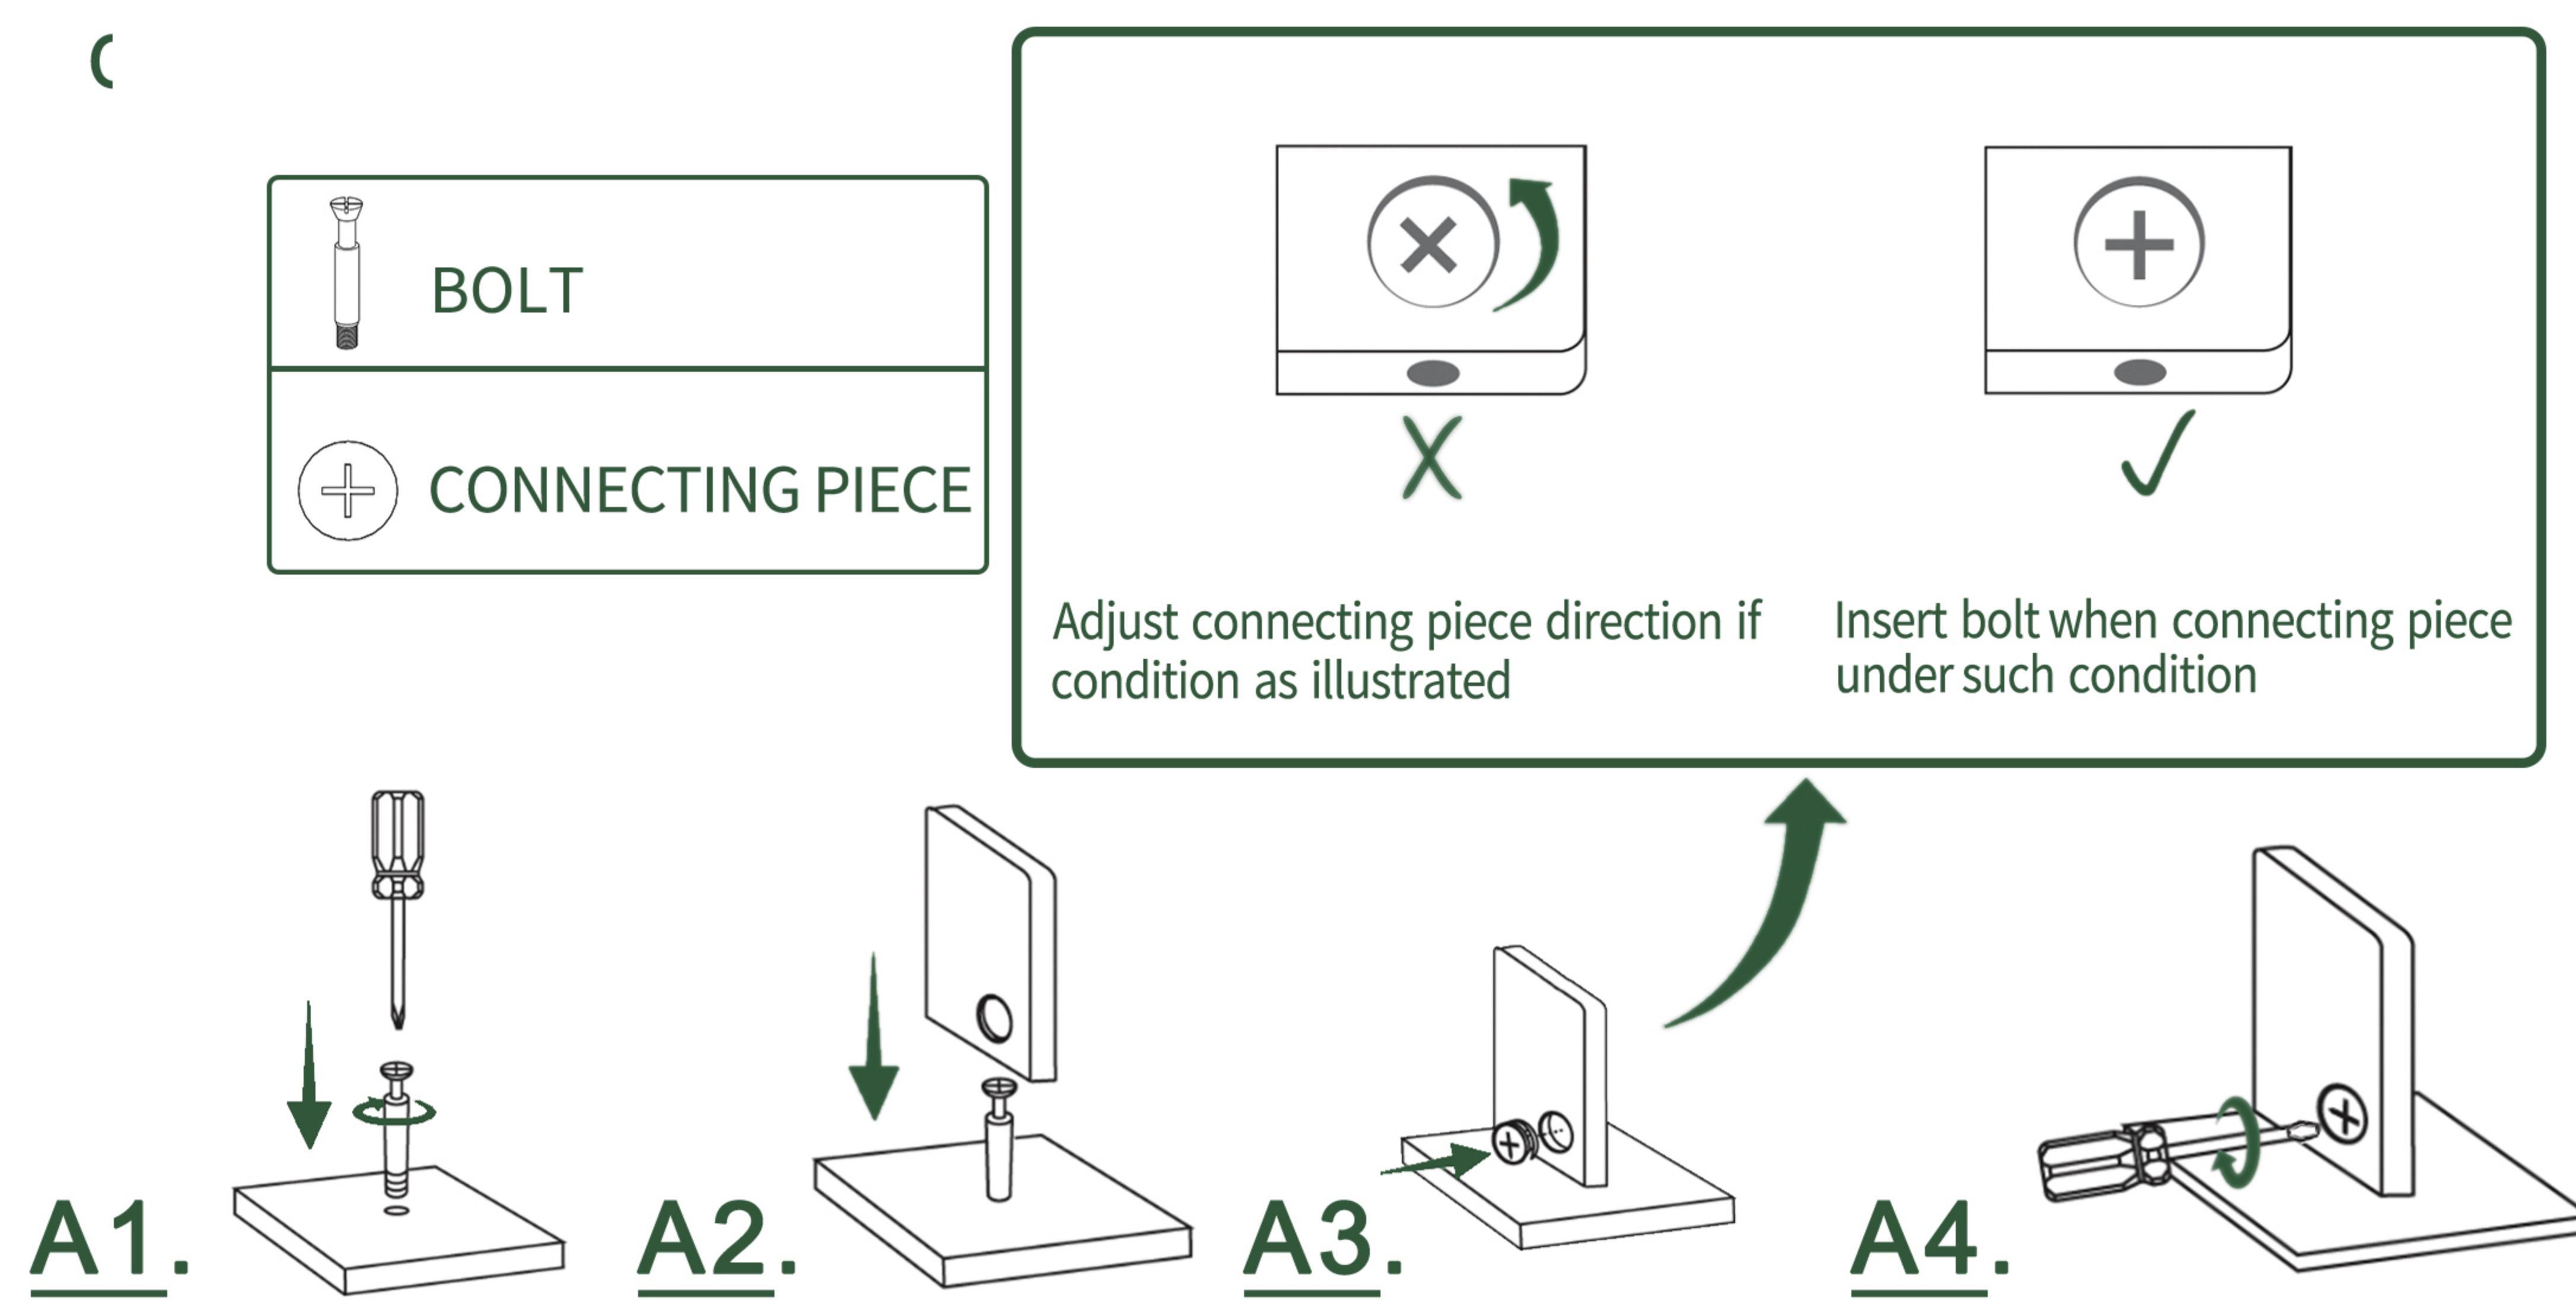 BOLT
CONNECTING PIECE
Adjust connecting piece direction if
condition as illustrated
Insert bolt when connecting piece
under such condition
A1.
A2.
A3.
A4.